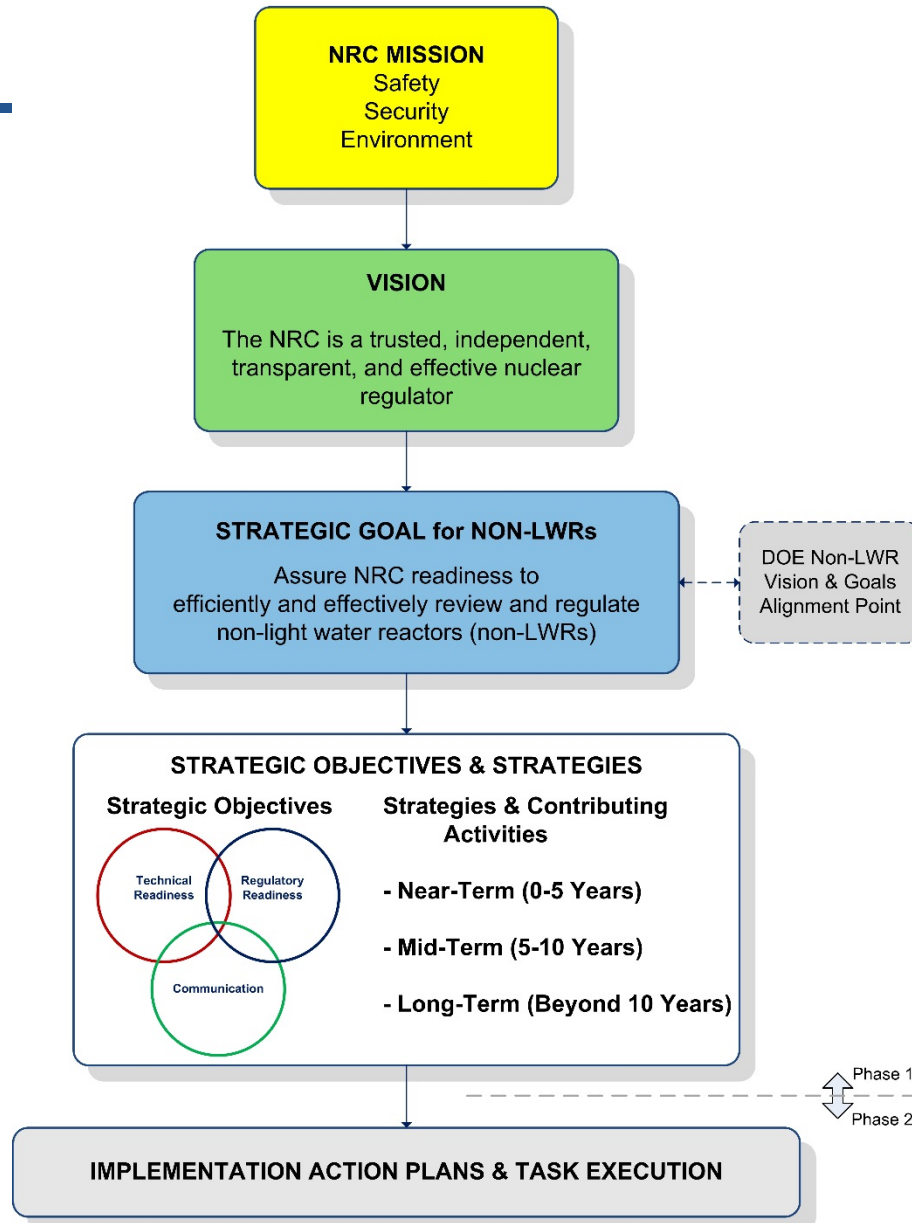 NRC MISSION
Safety
Security
Environment
VISION
The NRC is a trusted, independent,
transparent, and effective nuclear
regulator
STRATEGIC GOAL for NON-LWRs
Assure NRC readiness to
efficiently and effectively review and regulate
non-light water reactors (non-LWRs)
DOE Non-LWR
Vision & Goals
Alignment Point
STRATEGIC OBJECTIVES & STRATEGIES
Strategic Objectives
Technical
Readiness
Regulatory
Readiness
Communication
Strategies & Contributing
Activities
- Near-Term (0-5 Years)
- Mid-Term (5-10 Years)
- Long-Term (Beyond 10 Years)
Phase 1
Phase 2
IMPLEMENTATION ACTION PLANS & TASK EXECUTION